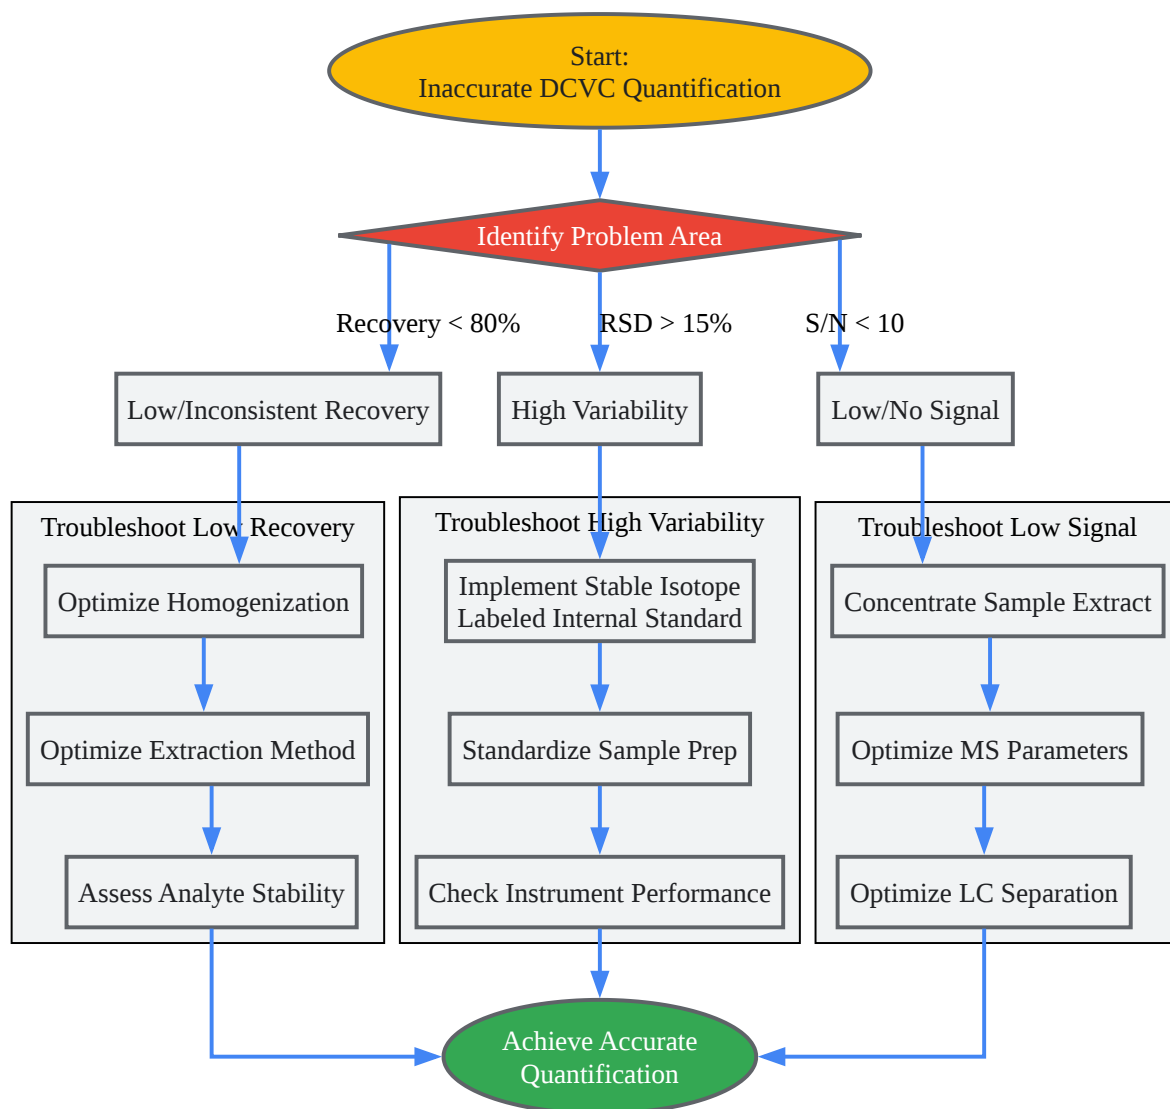 Start:
Inaccurate DCVC Quantification
Identify Problem Area
Recovery < 80%
RSD > 15%
S/N < 10
Low/Inconsistent Recovery
High Variability
Low/No Signal
Troubleshoot Low Recovery
Optimize Homogenization
Optimize Extraction Method
Assess Analyte Stability
Troubleshoot High Variability
Implement Stable Isotope
Labeled Internal Standard
Standardize Sample Prep
Check Instrument Performance
Troubleshoot Low Signal
Concentrate Sample Extract
Optimize MS Parameters
Optimize LC Separation
Achieve Accurate
Quantification